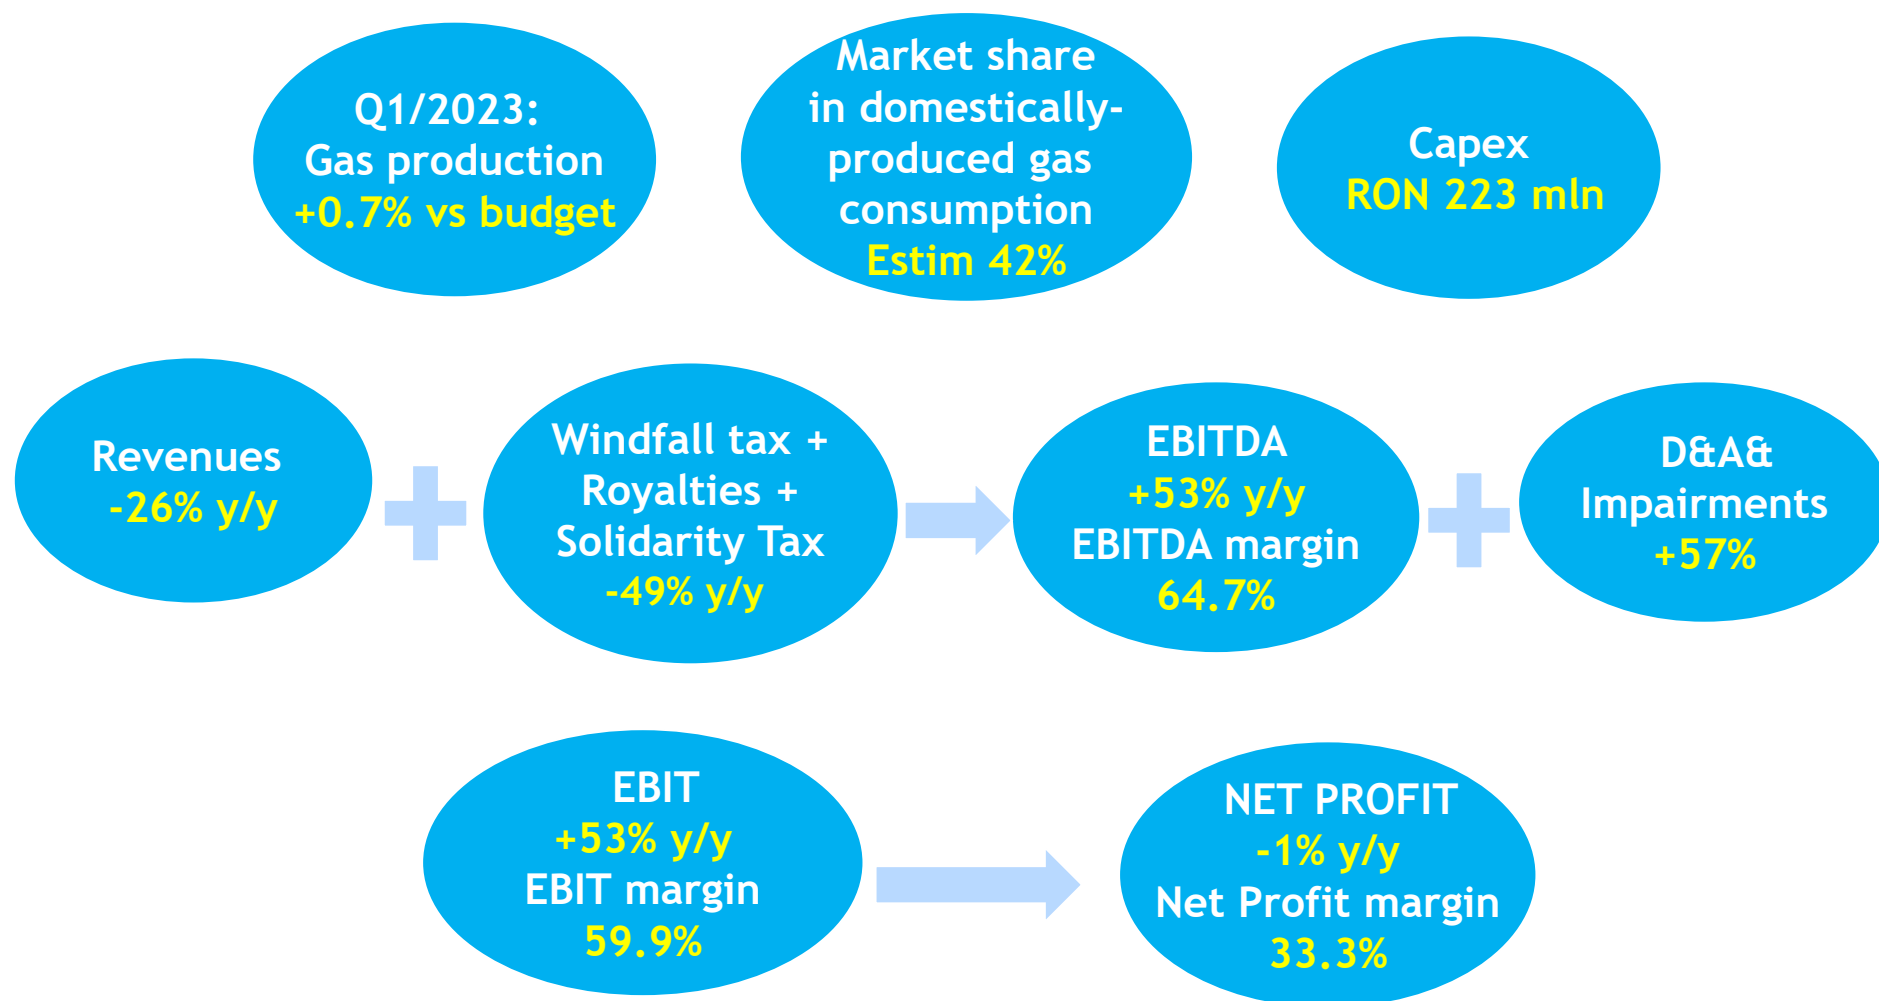 Q1/2023:
Gas production
+0.7% vs budget
Market share
in domestically-
produced gas
consumption
Estim 42%
Capex
RON 223 mln
Revenues
-26% y/y
Windfall tax +
Royalties +
Solidarity Tax
-49% y/y
EBITDA
+53% y/y
EBITDA margin
64.7%
D&A&
Impairments
+57%
EBIT
+53% y/y
EBIT margin
59.9%
NET PROFIT
-1% y/y
Net Profit margin
33.3%